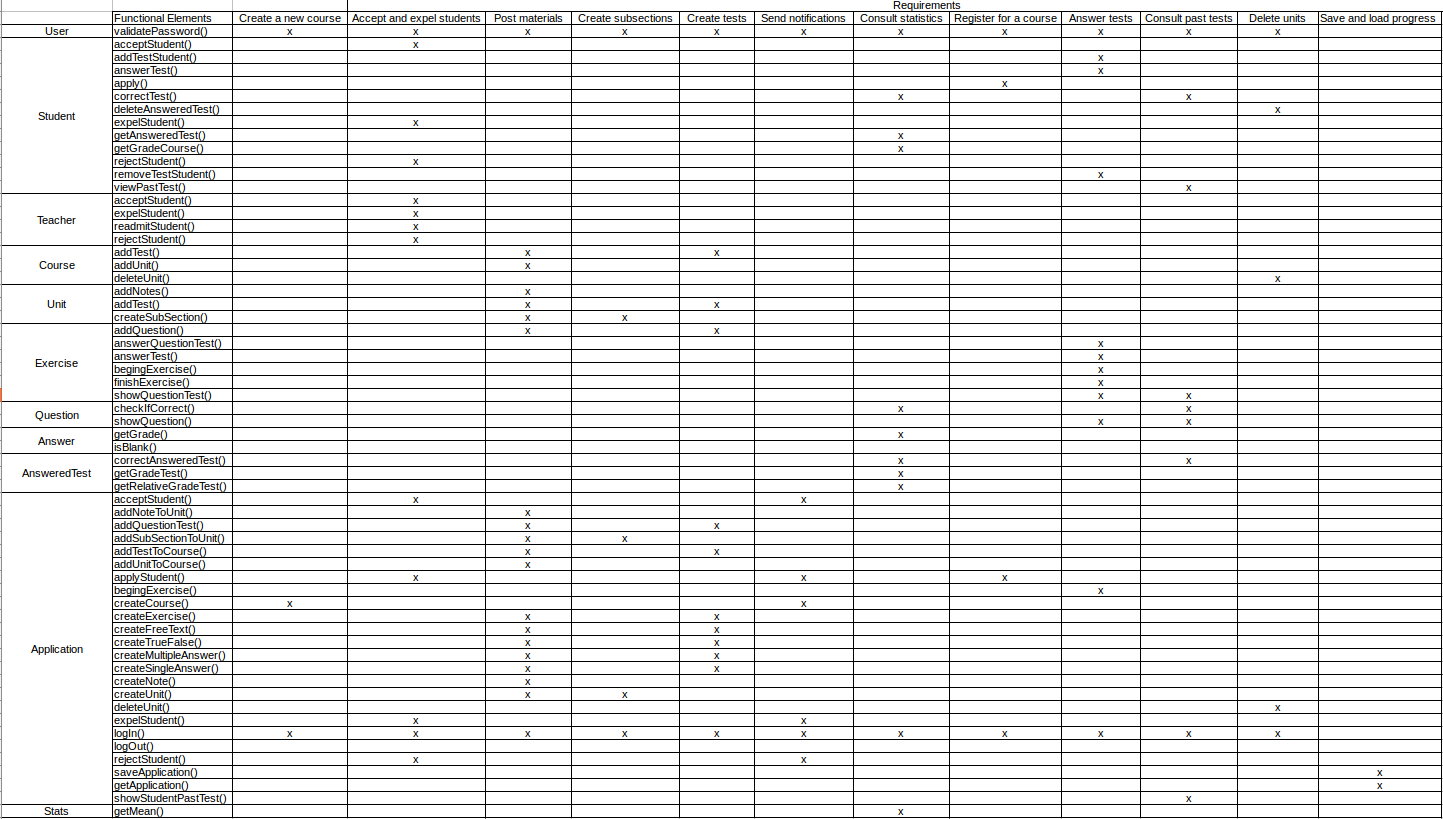 Requirements
Functional Elements Create a new course Accept and expel students Post materials Create subsections Create tests Send notifications Consult statistics Register for a course Answer tests Consult past tests Delete units Save and load progress
User validatePassword() x x x x x x x x x x x
acceptStudent() x
addTestStudent() x
answerTest() x
apply() x
correctTest() x x
deleteAnsweredTest() x
Student expelStudent() x
getAnsweredTest() x
getGradeCourse() x
rejectStudent() x
removeTestStudent() x
viewPastTest() x
acceptStudent() x
Teacher expelStudent() x
readmitStudent() x
rejectStudent() x
addTest() x x
Course addUnit() x
deleteUnit() x
addNotes() x
Unit addTest() x x
createSubSection() x x
addQuestion() x x
answerQuestionTest() x
answerTest() x
Exercise begingExercise() x
finishExercise() x
showQuestionTest() x x
Question checkIfCorrect() x x
showQuestion() x x
Answer getGrade() x
isBlank()
correctAnsweredTest() x x
AnsweredTest getGradeTest() x
getRelativeGradeTest() x
acceptStudent() x x
addNoteToUnit() x
addQuestionTest() x x
addSubSectionToUnit() x x
addTestToCourse() x x
addUnitToCourse() x
applyStudent() x x x
begingExercise() x
createCourse() x x
createExercise() x x
createFreeText() x x
createTrueFalse() x x
Application createMultipleAnswer() x x
createSingleAnswer() x x
createNote() x
createUnit() x x
deleteUnit() x
expelStudent() x x
logIn() x x x x x x x x x x x
logOut()
rejectStudent() x x
saveApplication() x
getApplication() x
showStudentPastTest() x
Stats getMean() x